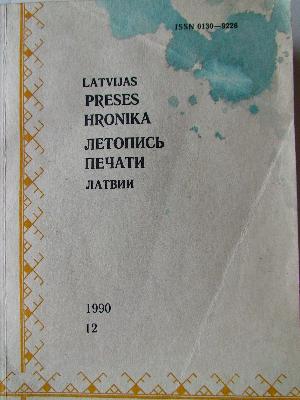 ISSN 0130—9226
LATVIJAS
PRESES
HRONIKA
ЛЕТОПИСЬ
ПЕЧАТИ
ЛАТВИИ
1990
12